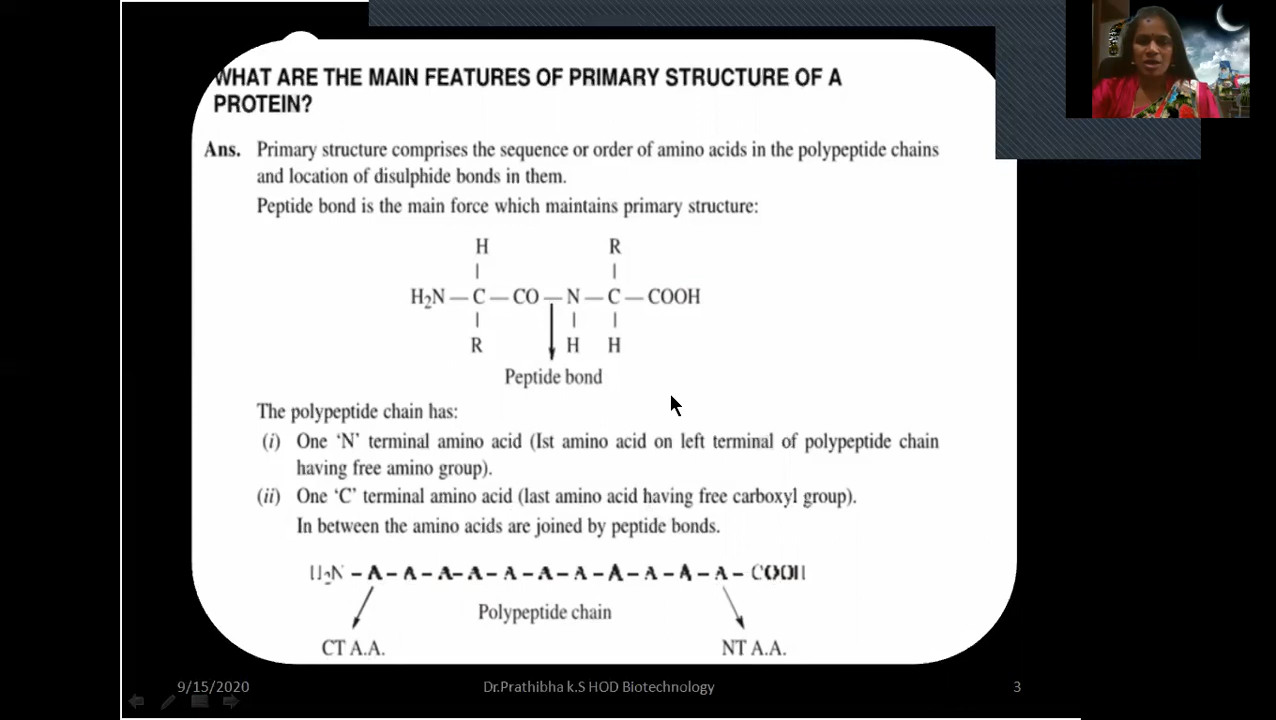 WHAT ARE THE MAIN FEATURES OF PRIMARY STRUCTURE OF A
PROTEIN?
Ans. Primary structure comprises the sequence or order of amino acids in the polypeptide chains
and location of disulphide bonds in them.
Peptide bond is the main force which maintains primary structure:
H R
| |
H₂N — C — CO — N — C — COOH
| | |
R H H
Peptide bond
The polypeptide chain has:
(i) One ‘N’ terminal amino acid (Ist amino acid on left terminal of polypeptide chain
having free amino group).
(ii) One ‘C’ terminal amino acid (last amino acid having free carboxyl group).
In between the amino acids are joined by peptide bonds.
H₂N – A – A – A – A – A – A – A – A – A – A – A – COOH
Polypeptide chain
CT A.A. NT A.A.
9/15/2020 Dr.Prathibha k.S HOD Biotechnology 3